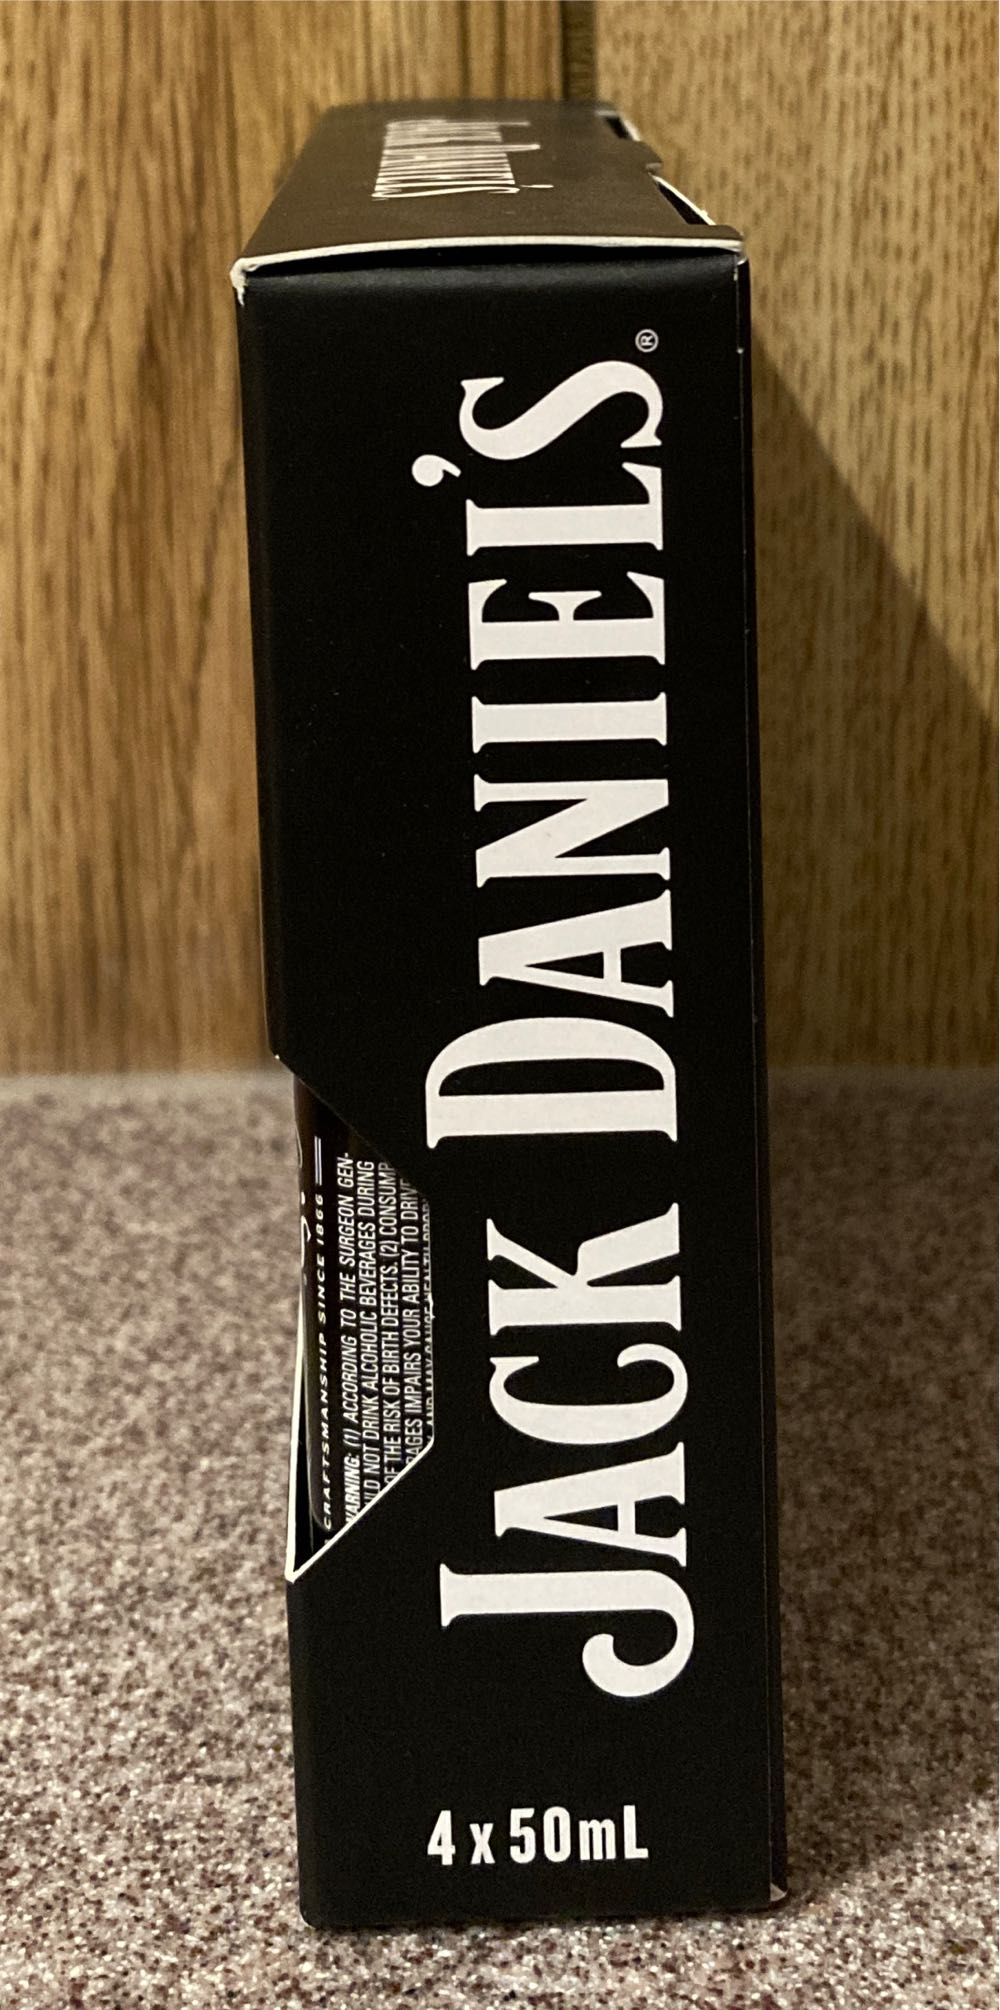 JACK DANIEL'S®
4 x 50mL
CRAFTSMANSHIP SINCE 1866
WARNING: (1) ACCORDING TO THE SURGEON GEN-
NOT DRINK ALCOHOLIC BEVERAGES DURING
OF THE RISK OF BIRTH DEFECTS. (2) CONSUMP
IMPAIRS YOUR ABILITY TO DRIVE